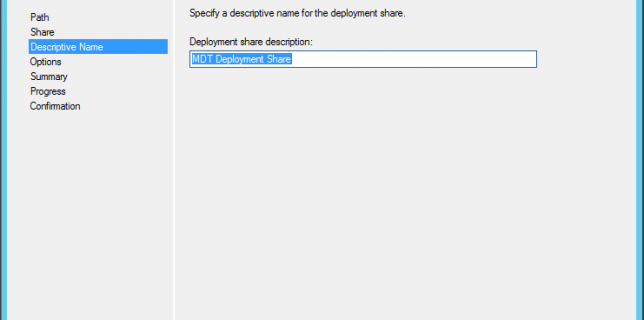 Path
Share
Descriptive Name
Options
Summary
Progress
Confirmation
Specify a descriptive name for the deployment share.
Deployment share description:
MDT Deployment Share